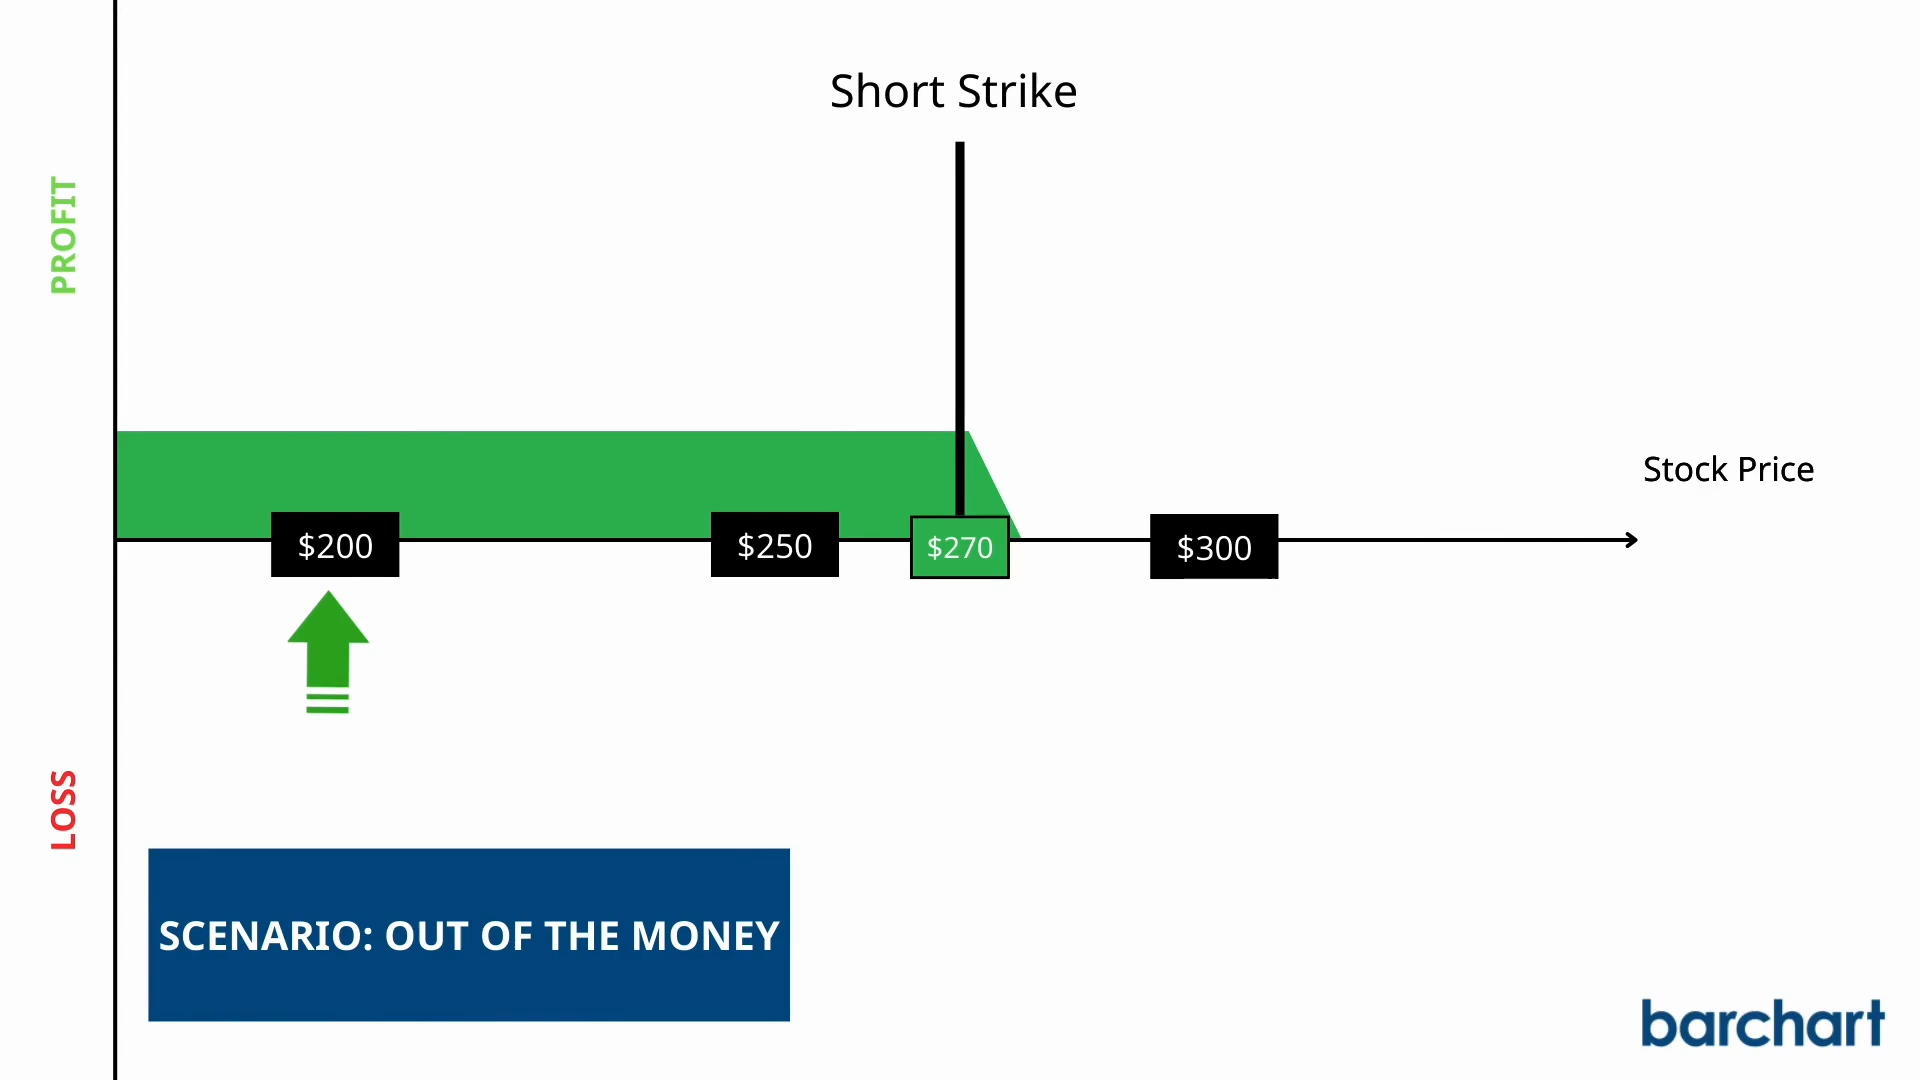 Short Strike
PROFIT
Stock Price
$200
$250
$270
$300
LOSS
SCENARIO: OUT OF THE MONEY
barchart